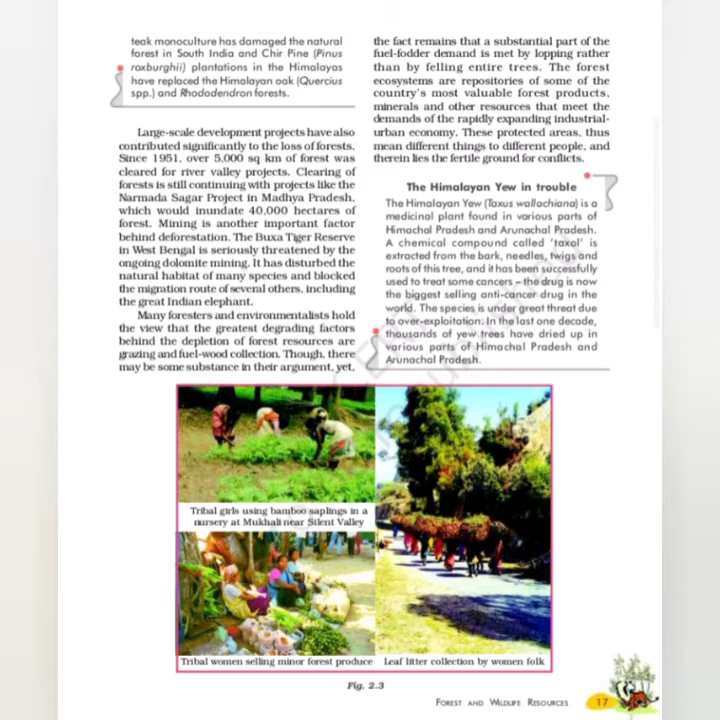 teak monoculture has damaged the natural
forest in South India and Chir Pine (Pinus
roxburghii) plantations in the Himalayas
have replaced the Himalayan oak (Quercius
spp.) and Rhododendron forests.
Large-scale development projects have also
contributed significantly to the loss of forests.
Since 1951, over 5,000 sq km of forest was
cleared for river valley projects. Clearing of
forests is still continuing with projects like the
Narmada Sagar Project in Madhya Pradesh,
which would inundate 40,000 hectares of
forest. Mining is another important factor
behind deforestation. The Buxa Tiger Reserve
in West Bengal is seriously threatened by the
ongoing dolomite mining. It has disturbed the
natural habitat of many species and blocked
the migration route of several others, including
the great Indian elephant.
Many foresters and environmentalists hold
the view that the greatest degrading factors
behind the depletion of forest resources are
grazing and fuel-wood collection. Though, there
may be some substance in their argument, yet,
the fact remains that a substantial part of the
fuel-fodder demand is met by lopping rather
than by felling entire trees. The forest
ecosystems are repositories of some of the
country's most valuable forest products,
minerals and other resources that meet the
demands of the rapidly expanding industrial-
urban economy. These protected areas, thus
mean different things to different people, and
therein lies the fertile ground for conflicts.
The Himalayan Yew in trouble
The Himalayan Yew (Taxus wallachiana) is a
medicinal plant found in various parts of
Himachal Pradesh and Arunachal Pradesh.
A chemical compound called 'taxol' is
extracted from the bark, needles, twigs and
roots of this tree, and it has been successfully
used to treat some cancers – the drug is now
the biggest selling anti-cancer drug in the
world. The species is under great threat due
to over-exploitation. In the last one decade,
thousands of yew trees have dried up in
various parts of Himachal Pradesh and
Arunachal Pradesh.
Tribal girls using bamboo saplings in a
nursery at Mukhali near Silent Valley
Tribal women selling minor forest produce
Leaf litter collection by women folk
Fig. 2.3
FOREST AND WILDLIFE RESOURCES 17